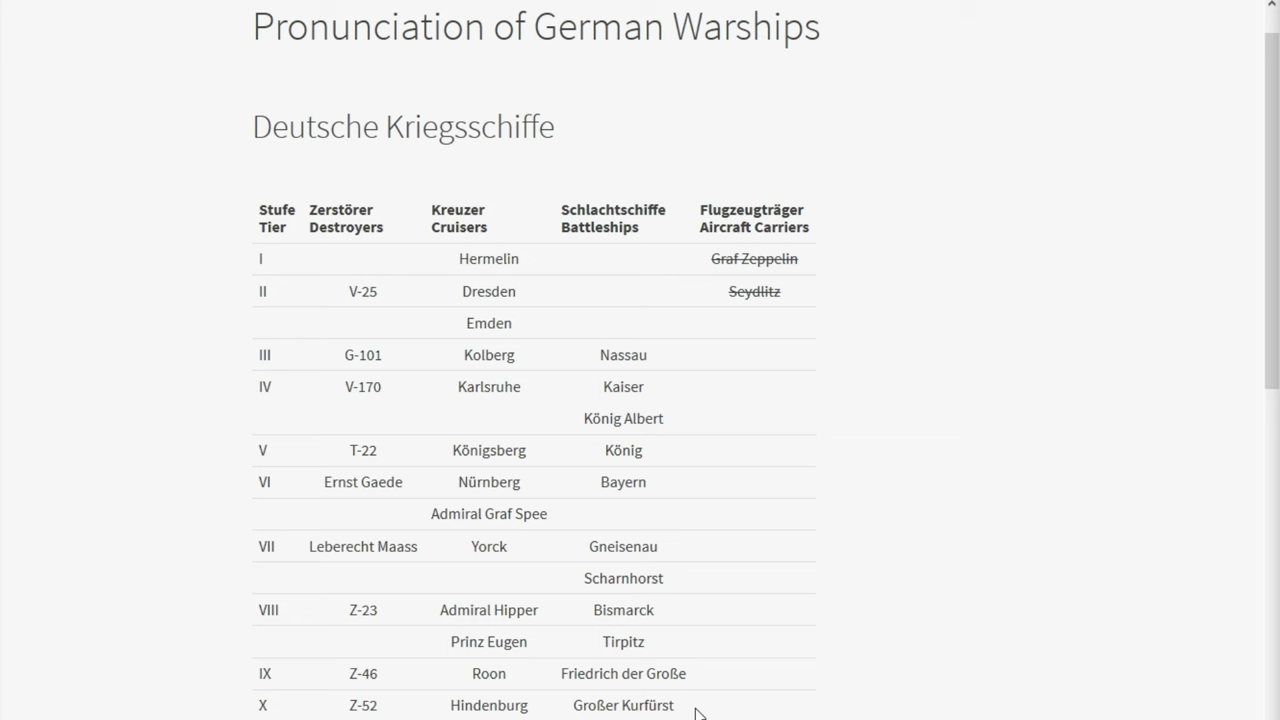 Pronunciation of German Warships
Deutsche Kriegsschiffe
Stufe Zerstörer Kreuzer Schlachtschiffe Flugzeugträger
Tier Destroyers Cruisers Battleships Aircraft Carriers
I Hermelin Graf Zeppelin
II V-25 Dresden Seydlitz
Emden
III G-101 Kolberg Nassau
IV V-170 Karlsruhe Kaiser
König Albert
V T-22 Königsberg König
VI Ernst Gaede Nürnberg Bayern
Admiral Graf Spee
VII Leberecht Maass Yorck Gneisenau
Scharnhorst
VIII Z-23 Admiral Hipper Bismarck
Prinz Eugen Tirpitz
IX Z-46 Roon Friedrich der Große
X Z-52 Hindenburg Großer Kurfürst